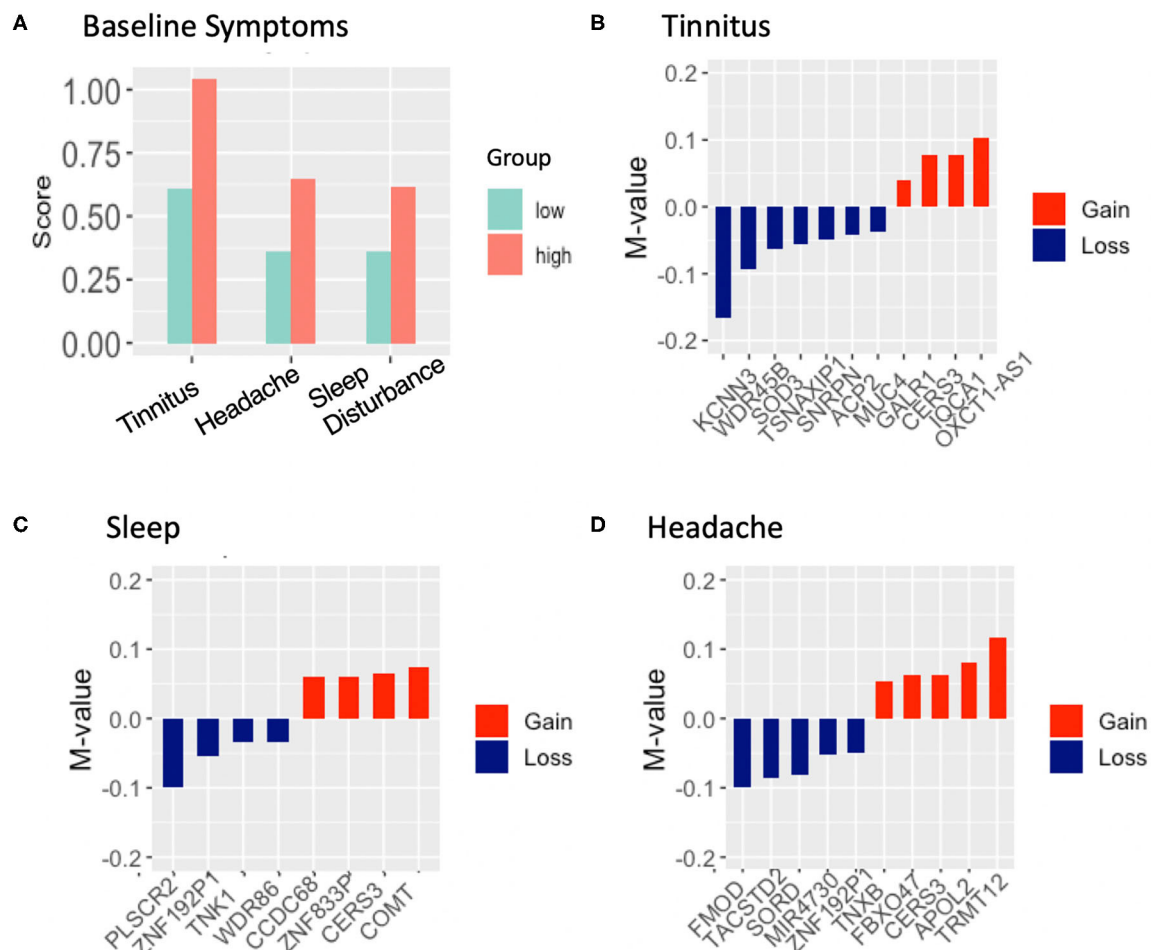 A Baseline Symptoms
1.00
0.75
0.50
0.25
0.00
Score
Tinnitus
Headache
Sleep
Disturbance
Group
low
high
B Tinnitus
0.2
0.1
0.0
-0.1
-0.2
M-value
KCNN3
WDR45B
SOD3
TSNAXIP1
SNRPN
ACP2
MUC4
GALR1
CERS3
IQCA1
OXCT1-AS1
Gain
Loss
C Sleep
0.2
0.1
0.0
-0.1
-0.2
M-value
PLSCR2
ZNF192P1
TNK1
WDR86
CCDC68
ZNF833P
CERS3
COMT
Gain
Loss
D Headache
0.2
0.1
0.0
-0.1
-0.2
M-value
FMOD
TACSTD2
SORD
MIR4730
ZNF192P1
TNXB
FBXO47
CERS3
APOL2
TRMT12
Gain
Loss